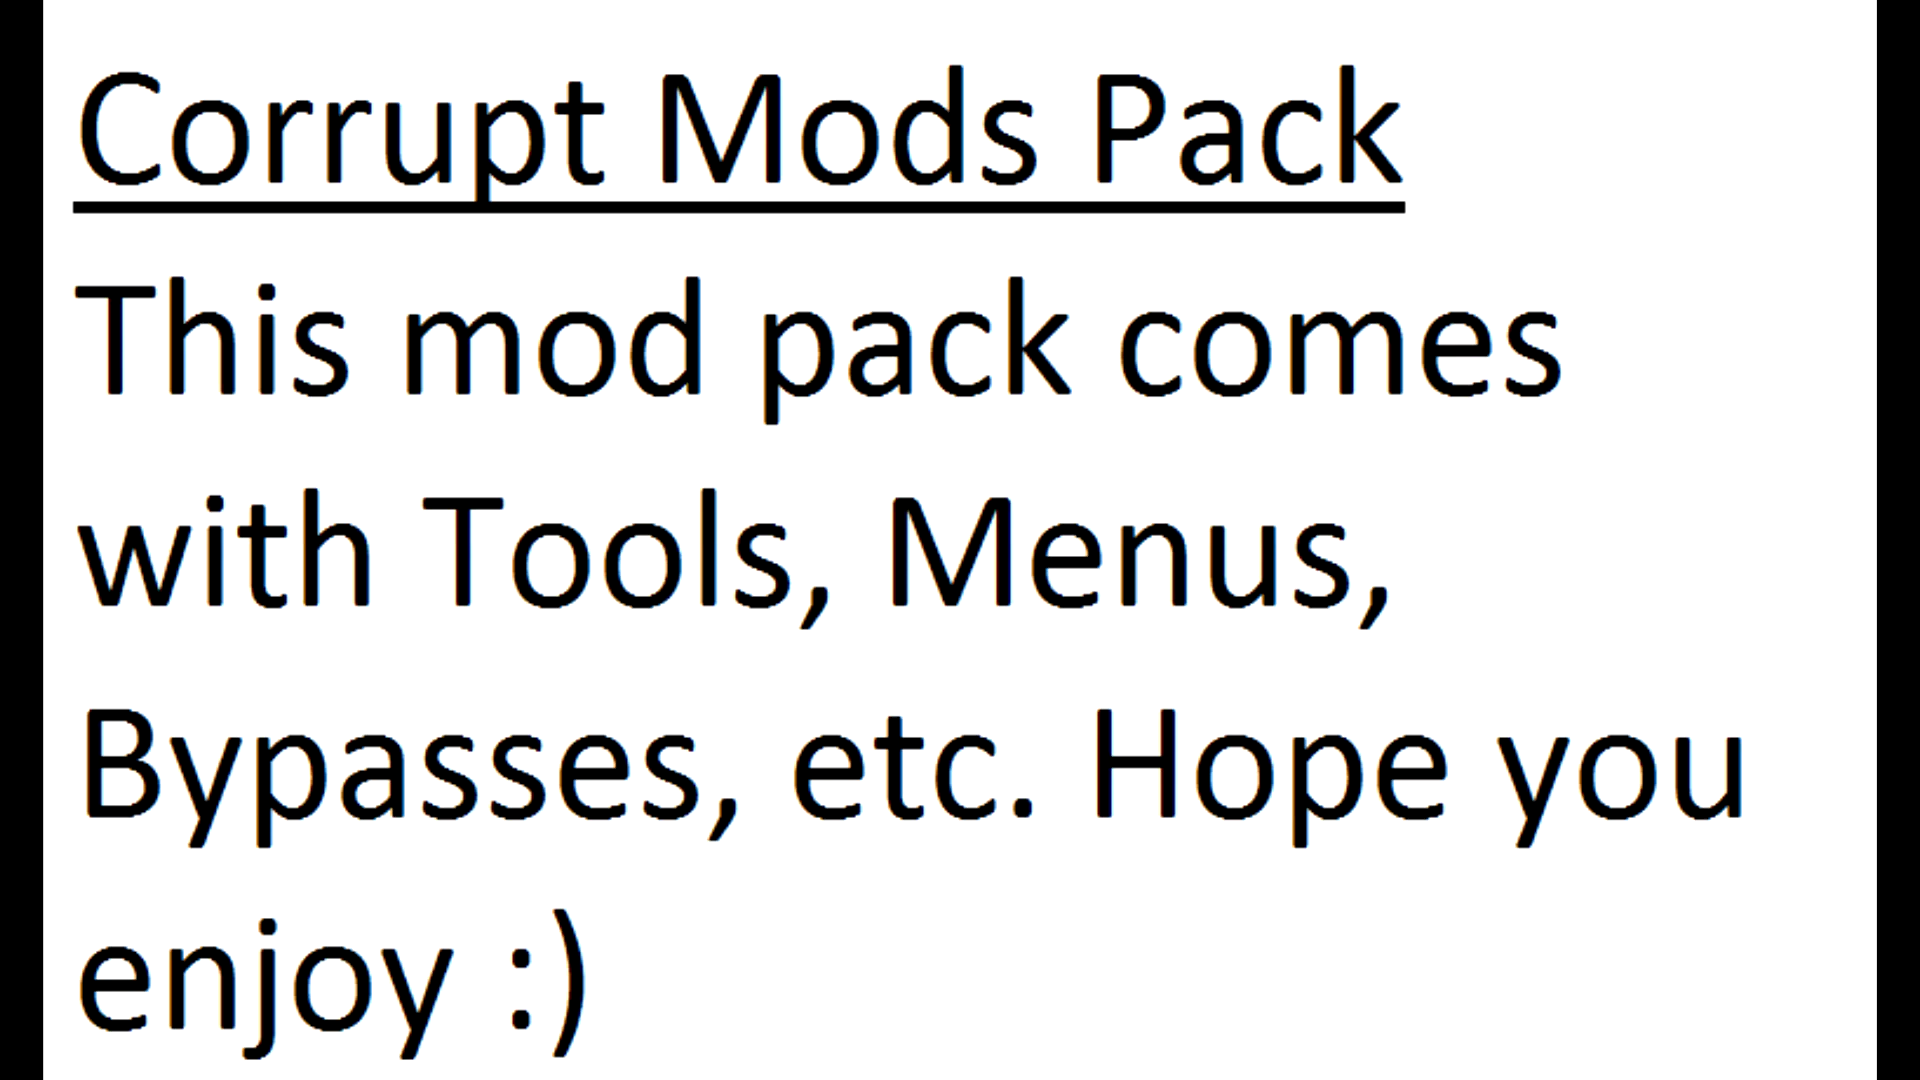 Corrupt Mods Pack
This mod pack comes
with Tools, Menus,
Bypasses, etc. Hope you
enjoy :)